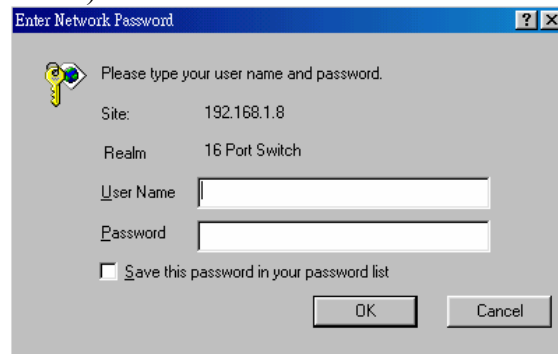 Enter Network Password
Please type your user name and password.
Site: 192.168.1.8
Realm 16 Port Switch
User Name
Password
Save this password in your password list
OK Cancel